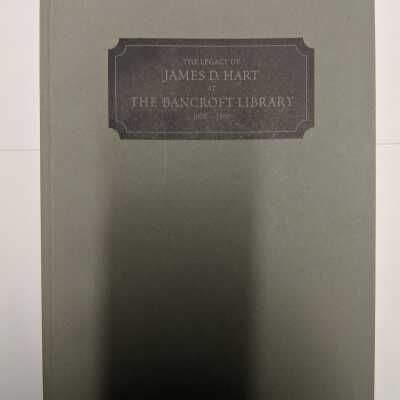 THE LEGACY OF
JAMES D. HART
AT
THE BANCROFT LIBRARY